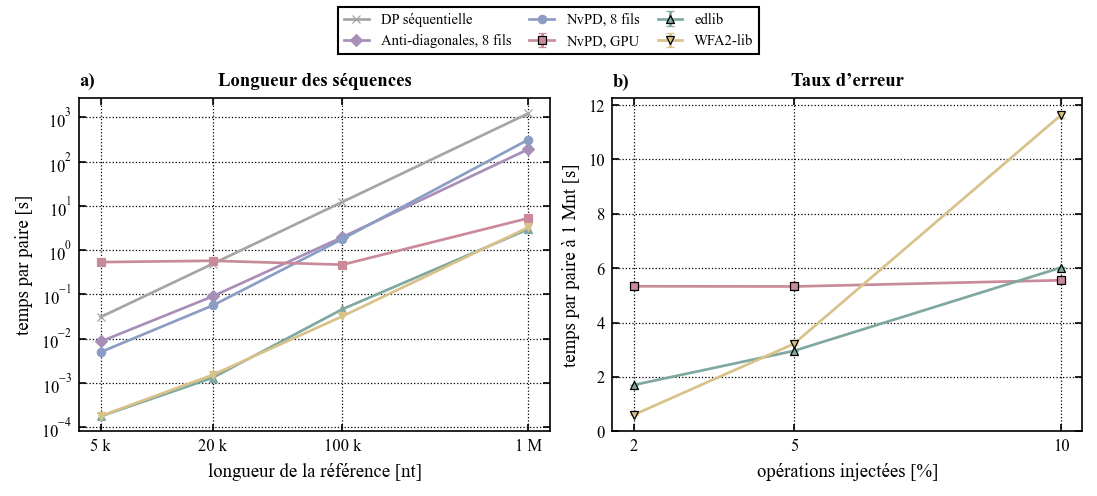 DP séquentielle
Anti-diagonales, 8 fils
NvPD, 8 fils
NvPD, GPU
edlib
WFA2-lib
a) Longueur des séquences
temps par paire [s]
10³
10²
10¹
10⁰
10⁻¹
10⁻²
10⁻³
10⁻⁴
5 k 20 k 100 k 1 M
longueur de la référence [nt]
b) Taux d’erreur
temps par paire à 1 Mnt [s]
12
10
8
6
4
2
0
2 5 10
opérations injectées [%]